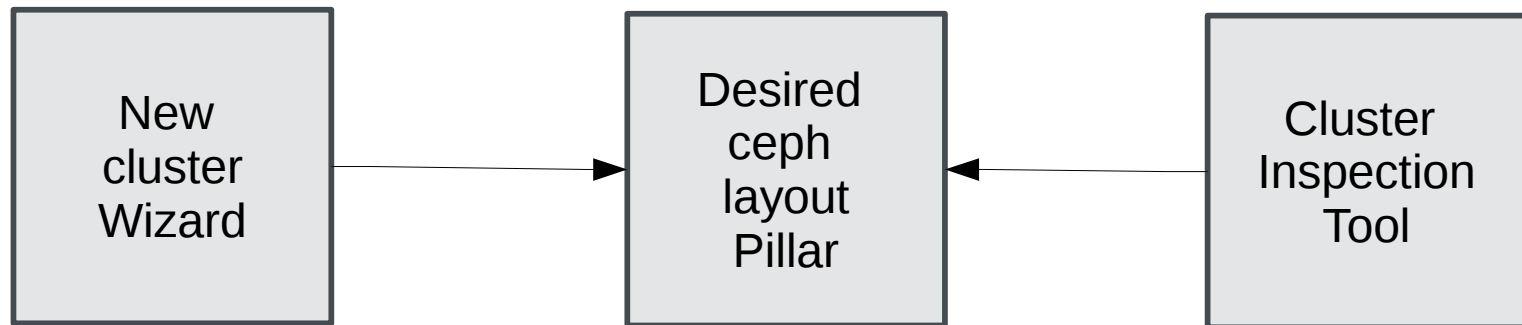 New
cluster
Wizard
Desired
ceph
layout
Pillar
Cluster
Inspection
Tool